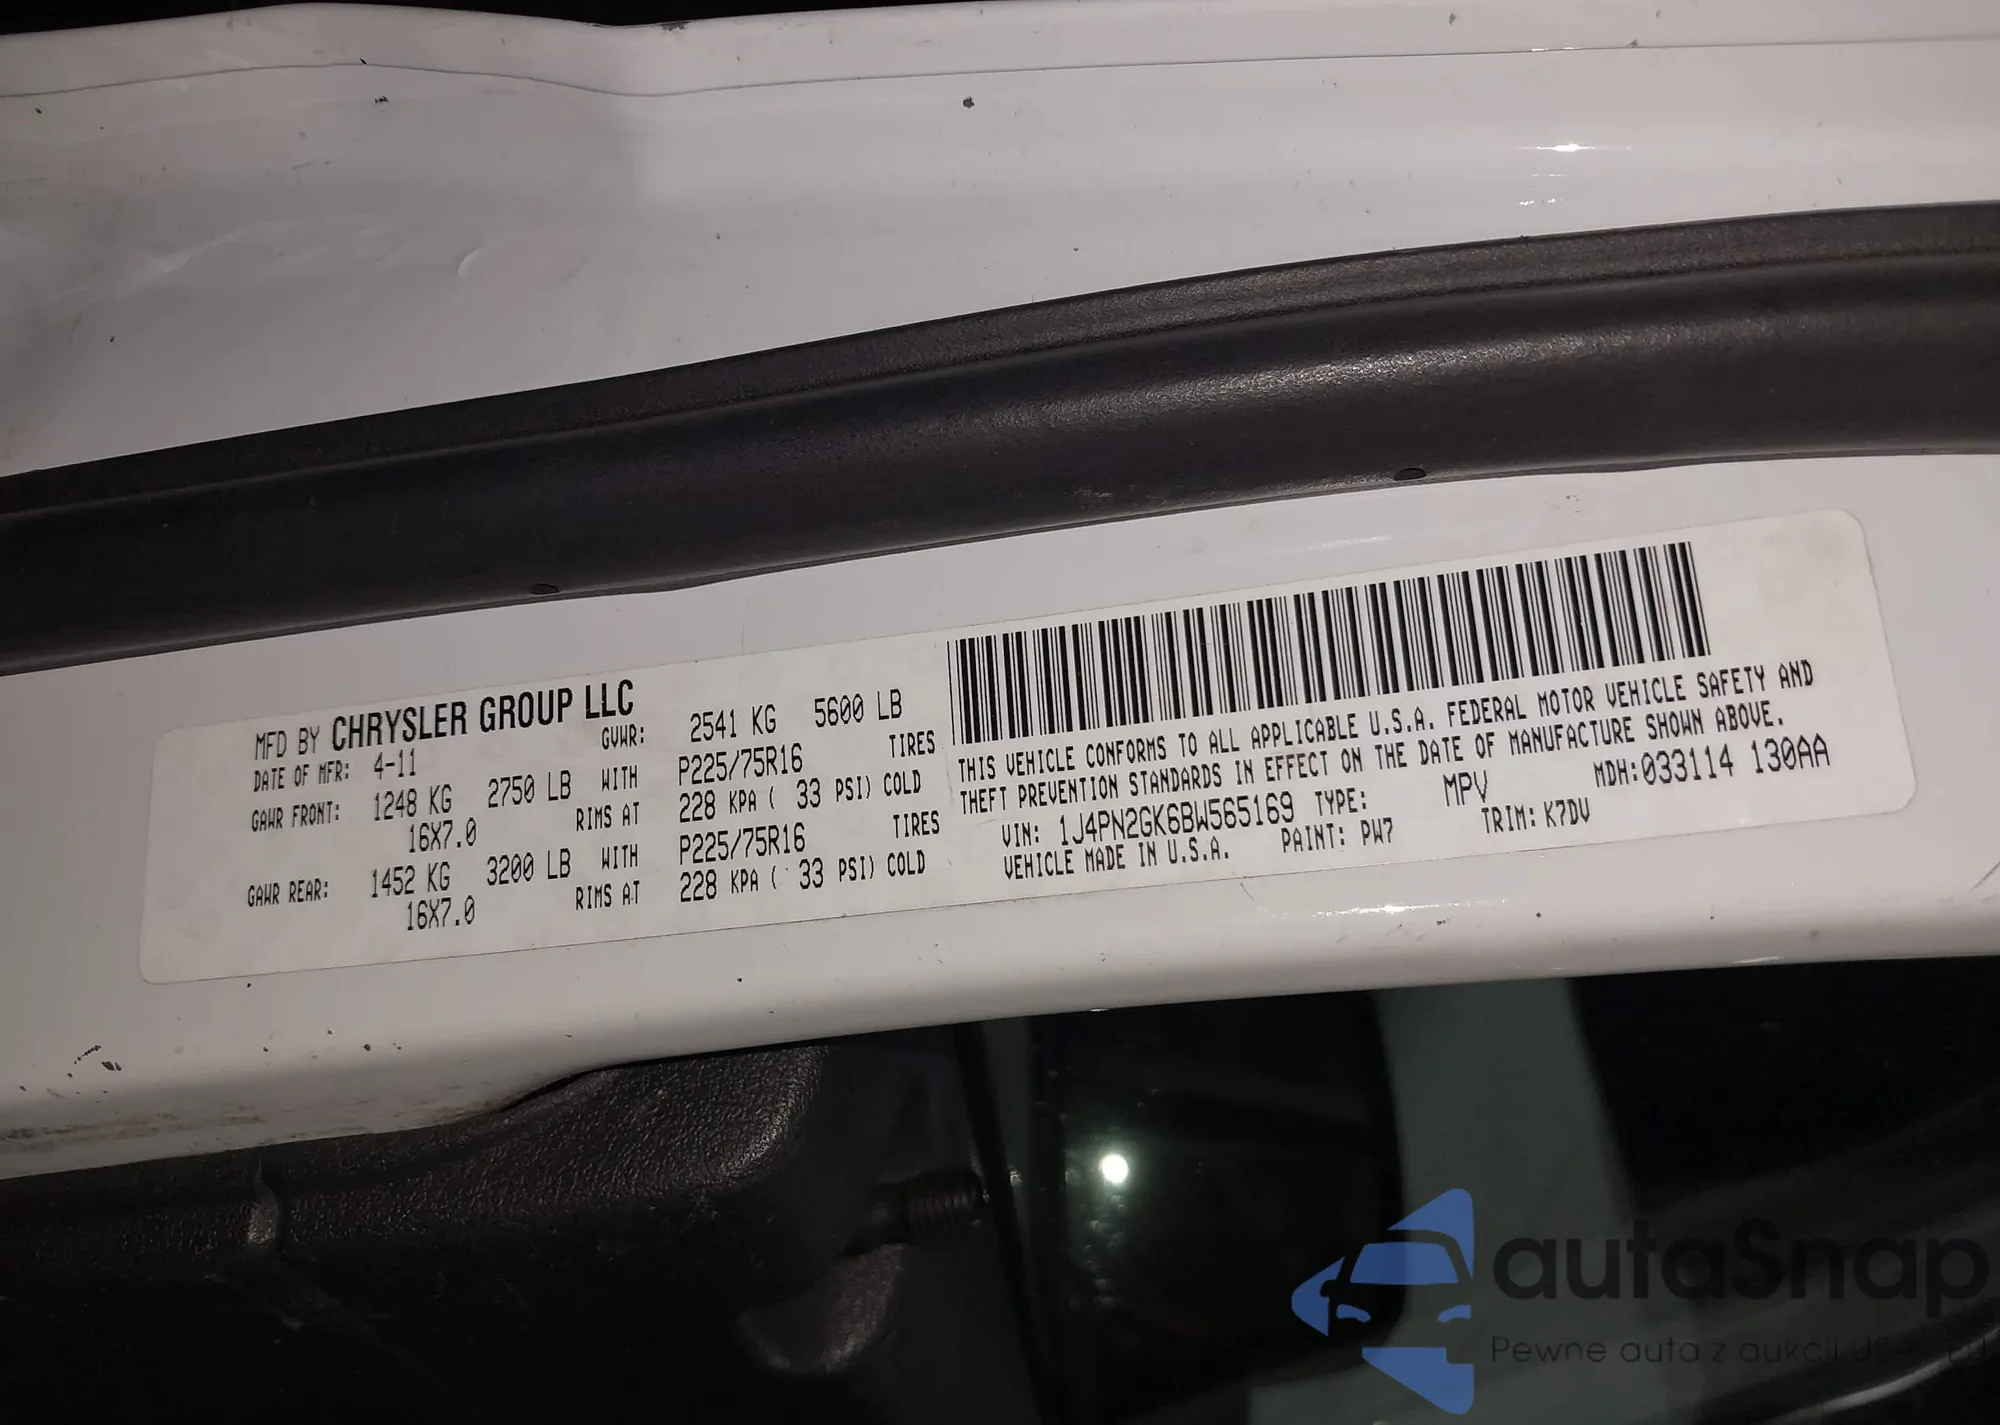 MFD BY CHRYSLER GROUP LLC
DATE OF MFR: 4-11 GVWR: 2541 KG 5600 LB
GAWR FRONT: 1248 KG 2750 LB WITH P225/75R16 TIRES
16X7.0 RIMS AT 228 KPA ( 33 PSI) COLD
GAWR REAR: 1452 KG 3200 LB WITH P225/75R16 TIRES
16X7.0 RIMS AT 228 KPA ( 33 PSI) COLD
THIS VEHICLE CONFORMS TO ALL APPLICABLE U.S.A. FEDERAL MOTOR VEHICLE SAFETY AND
THEFT PREVENTION STANDARDS IN EFFECT ON THE DATE OF MANUFACTURE SHOWN ABOVE.
VIN: 1J4PN2GK6BW565169 TYPE: MPV MDH:033114 130AA
VEHICLE MADE IN U.S.A. PAINT: PW7 TRIM: K7DV
autaSnap
Pewne auta z aukcji